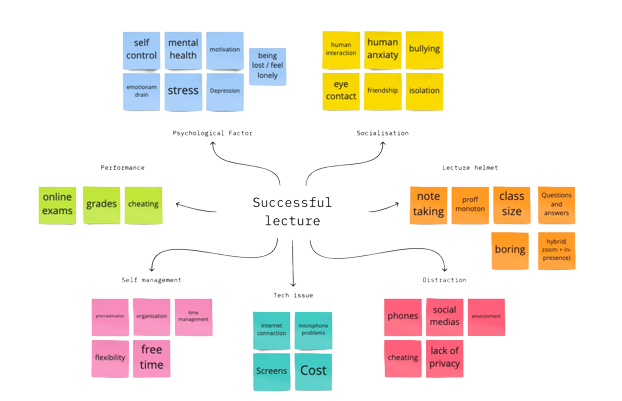 self
control
mental
health
motivation
being
lost / feel
lonely
emotionam
drain
stress
Depression
human
interaction
human
anxiaty
bullying
eye
contact
friendship
isolation
Psychological Factor
Socialisation
Performance
Lecture helmet
online
exams
grades
cheating
Successful
lecture
note
taking
proff
monoton
class
size
Questions
and
answers
boring
hybrid(
zoom + in-
presence)
Self management
Tech issue
Distraction
procrastination
organisation
time
management
flexibility
free
time
Internet
connection
microphone
problems
Screens
Cost
phones
social
medias
environment
cheating
lack of
privacy